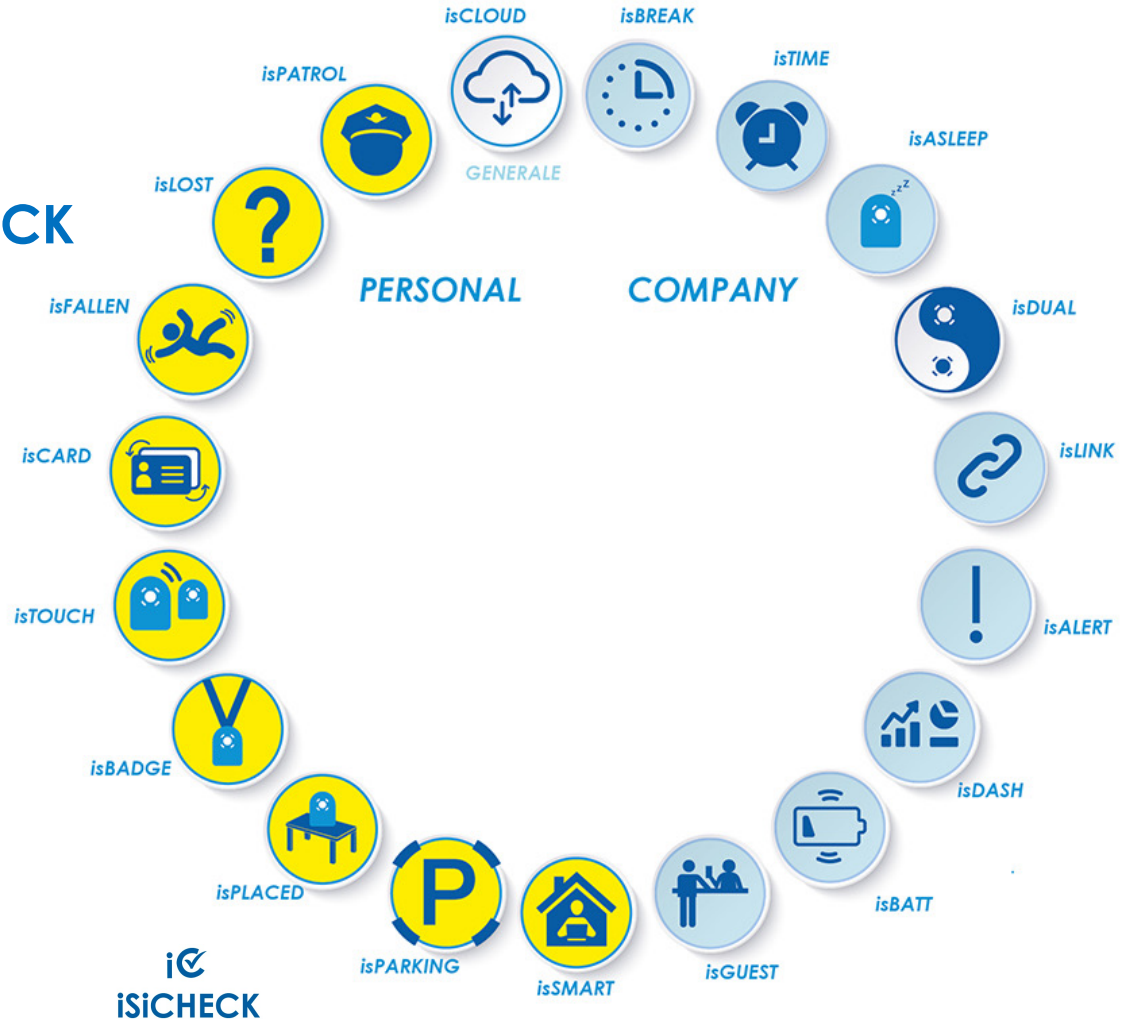 isCLOUD
isBREAK
isPATROL
isTIME
isASLEEP
GENERALE
isLOST
CK
PERSONAL
COMPANY
isFALLEN
isDUAL
isCARD
isLINK
isTOUCH
isALERT
isBADGE
isDASH
isPLACED
isBATT
P
isPARKING
isGUEST
isSMART
iSiCHECK